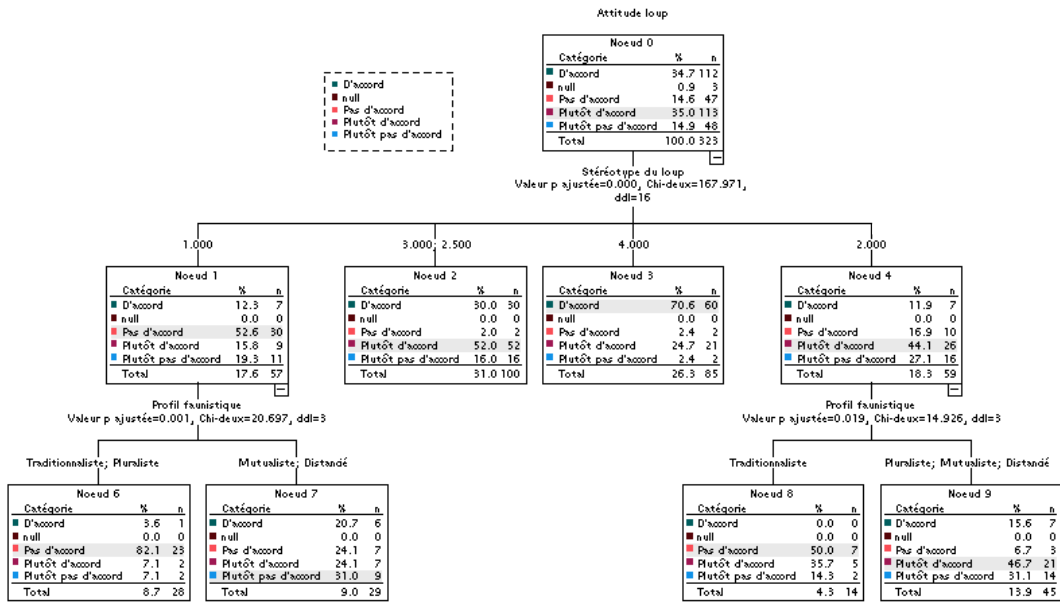 Attitude loup
D'accord
null
Pas d'accord
Plutôt d'accord
Plutôt pas d'accord
Noeud 0
Catégorie % n
D'accord 34.7 112
null 0.9 3
Pas d'accord 14.6 47
Plutôt d'accord 35.0 113
Plutôt pas d'accord 14.9 48
Total 100.0 323
Stéréotype du loup
Valeur p ajustée=0.000, Chi-deux=167.971,
ddl=16
1.000
3.000; 2.500
4.000
2.000
Noeud 1
Catégorie % n
D'accord 12.3 7
null 0.0 0
Pas d'accord 52.6 30
Plutôt d'accord 15.8 9
Plutôt pas d'accord 19.3 11
Total 17.6 57
Noeud 2
Catégorie % n
D'accord 30.0 30
null 0.0 0
Pas d'accord 2.0 2
Plutôt d'accord 52.0 52
Plutôt pas d'accord 16.0 16
Total 31.0 100
Noeud 3
Catégorie % n
D'accord 70.6 60
null 0.0 0
Pas d'accord 2.4 2
Plutôt d'accord 24.7 21
Plutôt pas d'accord 2.4 2
Total 26.3 85
Noeud 4
Catégorie % n
D'accord 11.9 7
null 0.0 0
Pas d'accord 16.9 10
Plutôt d'accord 44.1 26
Plutôt pas d'accord 27.1 16
Total 18.3 59
Profil faunistique
Valeur p ajustée=0.001, Chi-deux=20.697, ddl=3
Profil faunistique
Valeur p ajustée=0.019, Chi-deux=14.926, ddl=3
Traditionnaliste; Pluraliste
Mutualiste; Distancié
Traditionnaliste
Pluraliste; Mutualiste; Distancié
Noeud 6
Catégorie % n
D'accord 3.6 1
null 0.0 0
Pas d'accord 82.1 23
Plutôt d'accord 7.1 2
Plutôt pas d'accord 7.1 2
Total 8.7 28
Noeud 7
Catégorie % n
D'accord 20.7 6
null 0.0 0
Pas d'accord 24.1 7
Plutôt d'accord 24.1 7
Plutôt pas d'accord 31.0 9
Total 9.0 29
Noeud 8
Catégorie % n
D'accord 0.0 0
null 0.0 0
Pas d'accord 50.0 7
Plutôt d'accord 35.7 5
Plutôt pas d'accord 14.3 2
Total 4.3 14
Noeud 9
Catégorie % n
D'accord 15.6 7
null 0.0 0
Pas d'accord 6.7 3
Plutôt d'accord 46.7 21
Plutôt pas d'accord 31.1 14
Total 13.9 45